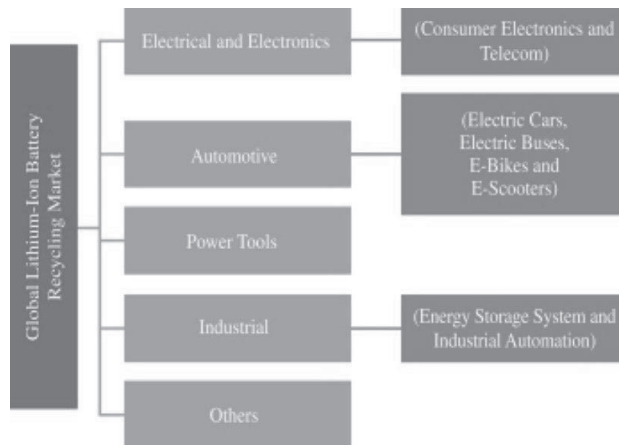 Global Lithium-Ion Battery
Recycling Market
Electrical and Electronics
(Consumer Electronics and
Telecom)
Automotive
(Electric Cars,
Electric Buses,
E-Bikes and
E-Scooters)
Power Tools
Industrial
(Energy Storage System and
Industrial Automation)
Others